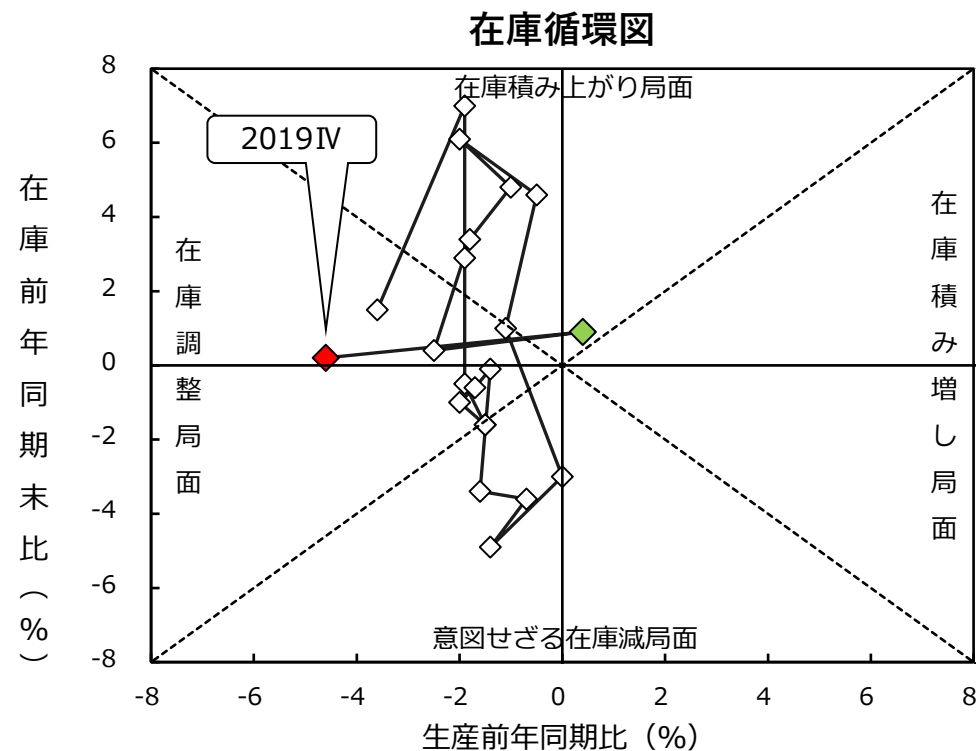 在庫循環図
在庫前年同期末比（%）
8
6
4
2
0
-2
-4
-6
-8
在庫積み上がり局面
2019Ⅳ
在庫調整局面
在庫積み増し局面
意図せざる在庫減局面
-8 -6 -4 -2 0 2 4 6 8
生産前年同期比（%）